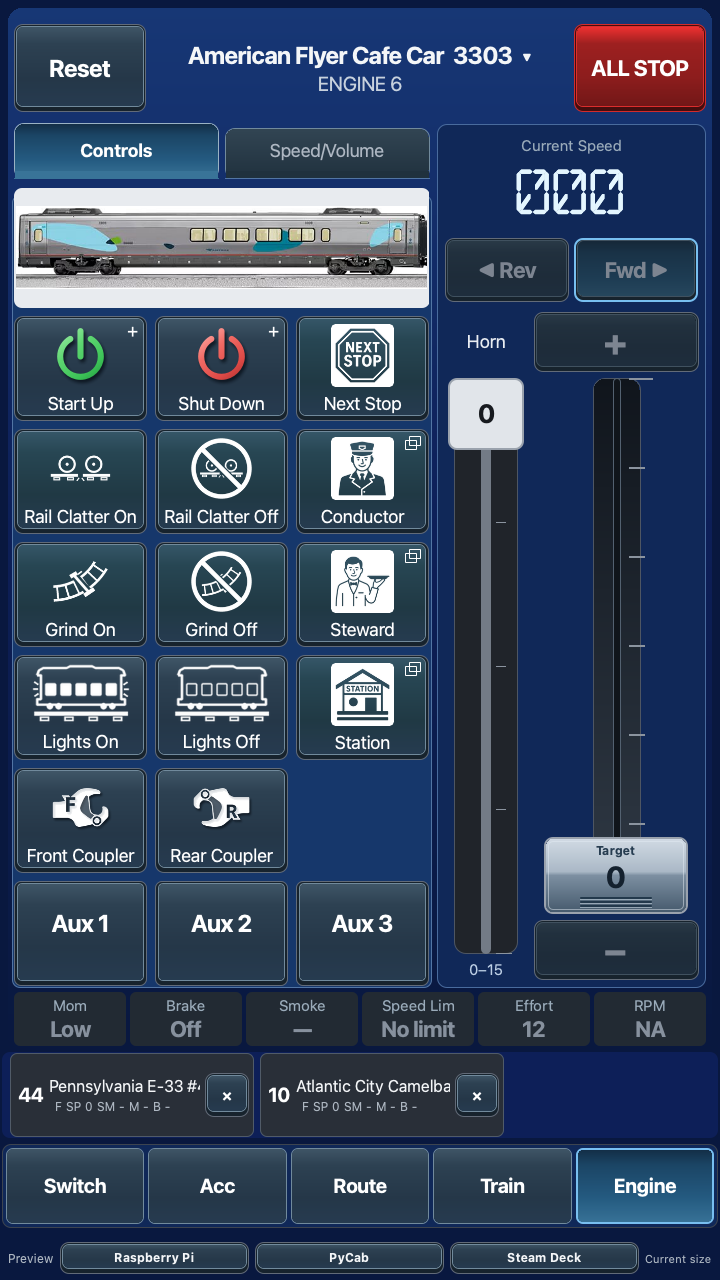 Reset
American Flyer Cafe Car 3303 ▼
ENGINE 6
ALL STOP
Controls
Speed/Volume
Current Speed
000
◀ Rev
Fwd ▶
Start Up
+
Shut Down
+
NEXT
STOP
Next Stop
Horn
+
0
Rail Clatter On
Rail Clatter Off
Conductor
Grind On
Grind Off
Steward
Lights On
Lights Off
STATION
Station
F
Front Coupler
R
Rear Coupler
Target
0
−
Aux 1
Aux 2
Aux 3
0–15
Mom
Low
Brake
Off
Smoke
—
Speed Lim
No limit
Effort
12
RPM
NA
44 Pennsylvania E-33 #
F SP 0 SM - M - B -
×
10 Atlantic City Camelba
F SP 0 SM - M - B -
×
Switch
Acc
Route
Train
Engine
Preview
Raspberry Pi
PyCab
Steam Deck
Current size